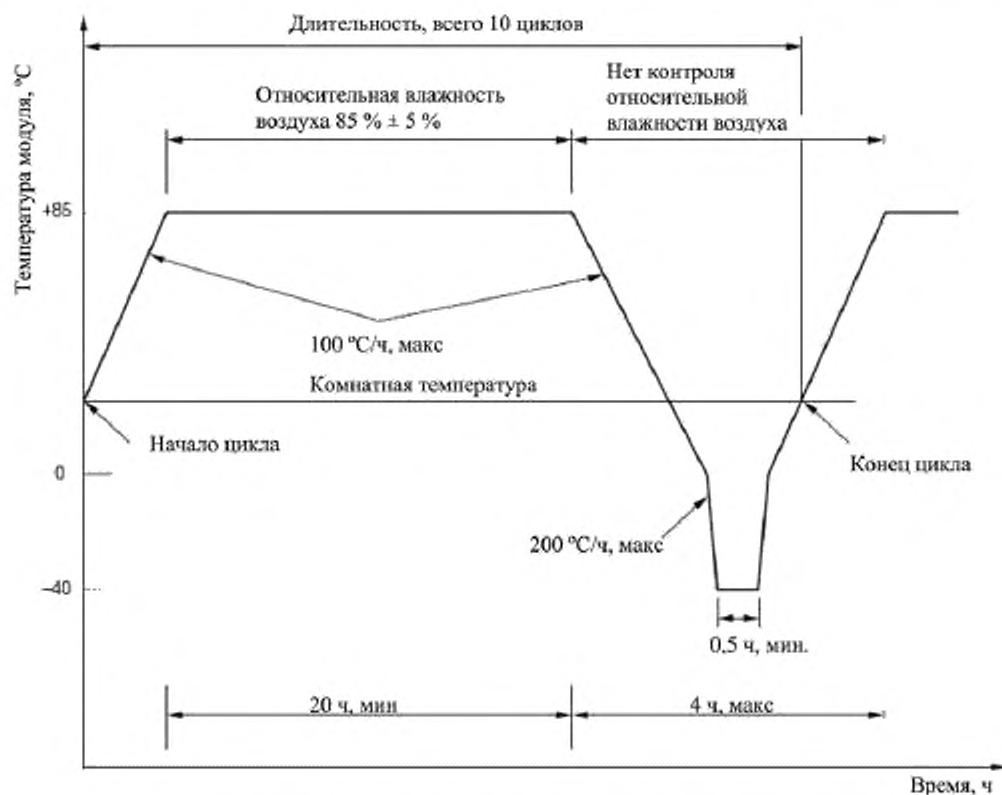 Длительность, всего 10 циклов
Температура модуля, °C
Относительная влажность
воздуха 85 % ± 5 %
Нет контроля
относительной
влажности воздуха
+85
100 °C/ч, макс
Комнатная температура
Начало цикла
Конец цикла
0
200 °C/ч, макс
–40
0,5 ч, мин.
20 ч, мин
4 ч, макс
Время, ч